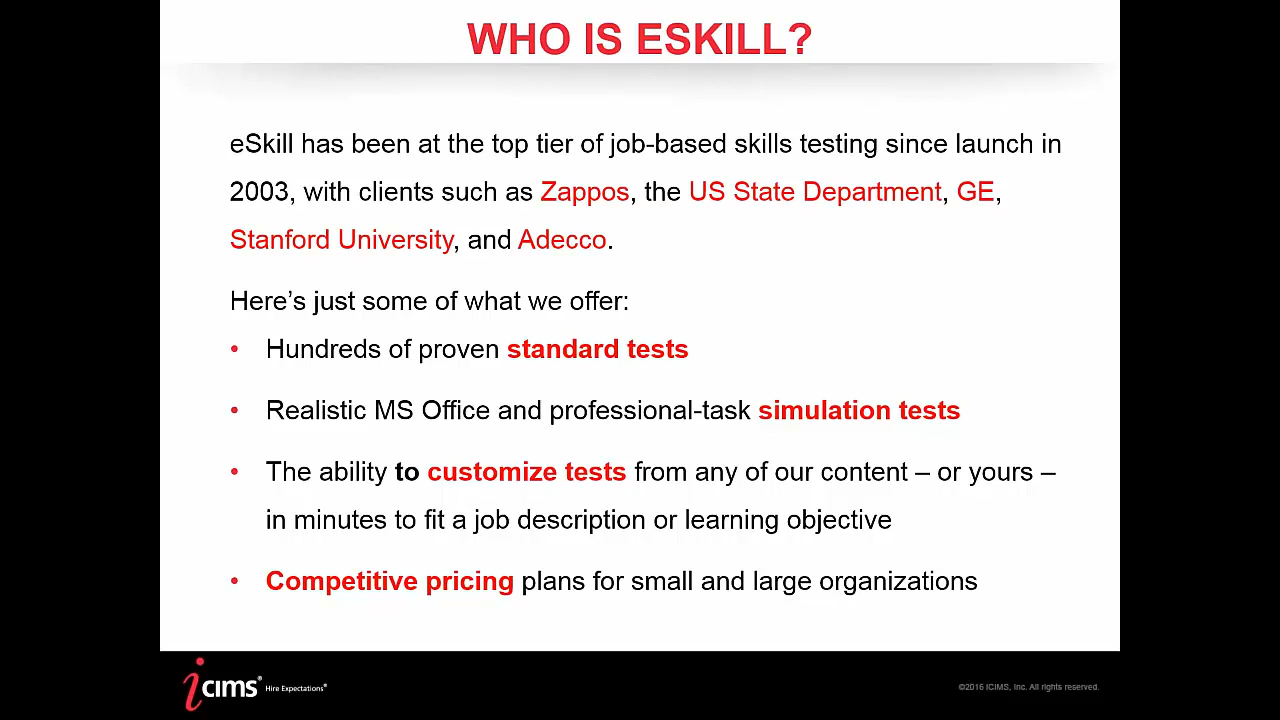 WHO IS ESKILL?
eSkill has been at the top tier of job-based skills testing since launch in
2003, with clients such as Zappos, the US State Department, GE,
Stanford University, and Adecco.
Here’s just some of what we offer:
• Hundreds of proven standard tests
• Realistic MS Office and professional-task simulation tests
• The ability to customize tests from any of our content – or yours –
in minutes to fit a job description or learning objective
• Competitive pricing plans for small and large organizations
icims® Hire Expectations®
©2016 ICIMS, Inc. All rights reserved.